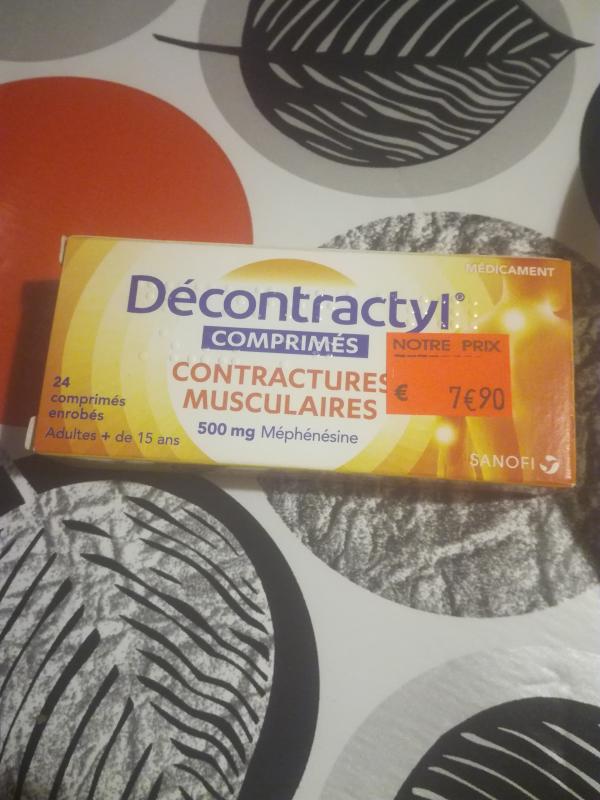 MÉDICAMENT
Décontractyl®
COMPRIMÉS
CONTRACTURES
MUSCULAIRES
500 mg Méphénésine
24
comprimés
enrobés
Adultes + de 15 ans
NOTRE PRIX
€ 7€90
SANOFI